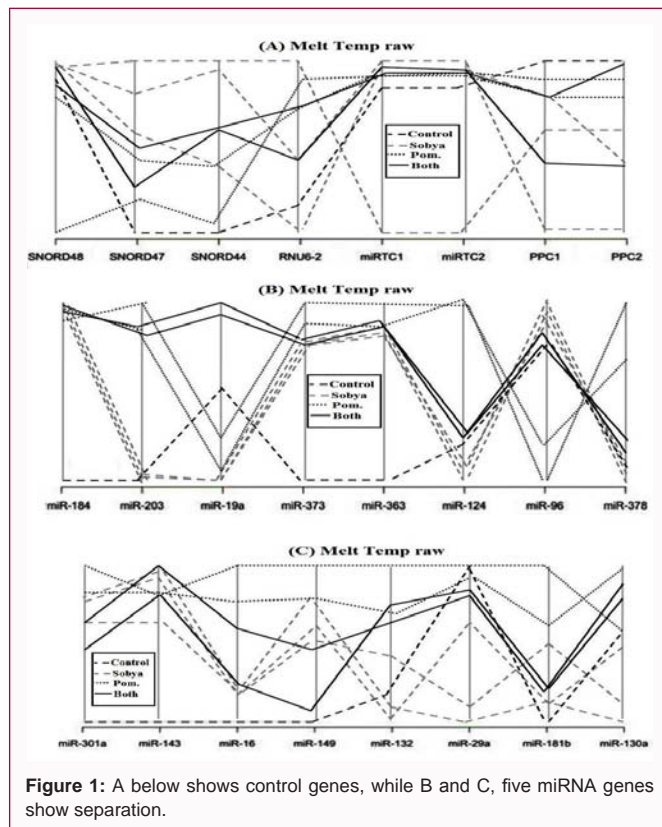 (A) Melt Temp raw
Control
Sobya
Pom.
Both
SNORD48 SNORD47 SNORD44 RNU6-2 miRTC1 miRTC2 PPC1 PPC2
(B) Melt Temp raw
Control
Sobya
Pom.
Both
miR-184 miR-203 miR-19a miR-373 miR-363 miR-124 miR-96 miR-378
(C) Melt Temp raw
Control
Sobya
Pom.
Both
miR-301a miR-143 miR-16 miR-149 miR-132 miR-29a miR-181b miR-130a
Figure 1: A below shows control genes, while B and C, five miRNA genes
show separation.